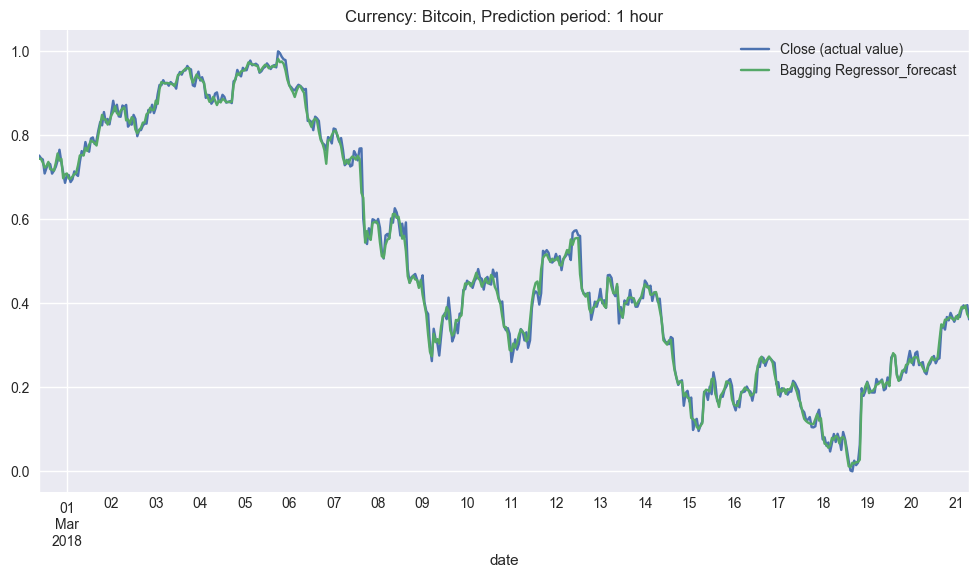 Currency: Bitcoin, Prediction period: 1 hour
Close (actual value)
Bagging Regressor_forecast
1.0
0.8
0.6
0.4
0.2
0.0
01 02 03 04 05 06 07 08 09 10 11 12 13 14 15 16 17 18 19 20 21
Mar
2018
date